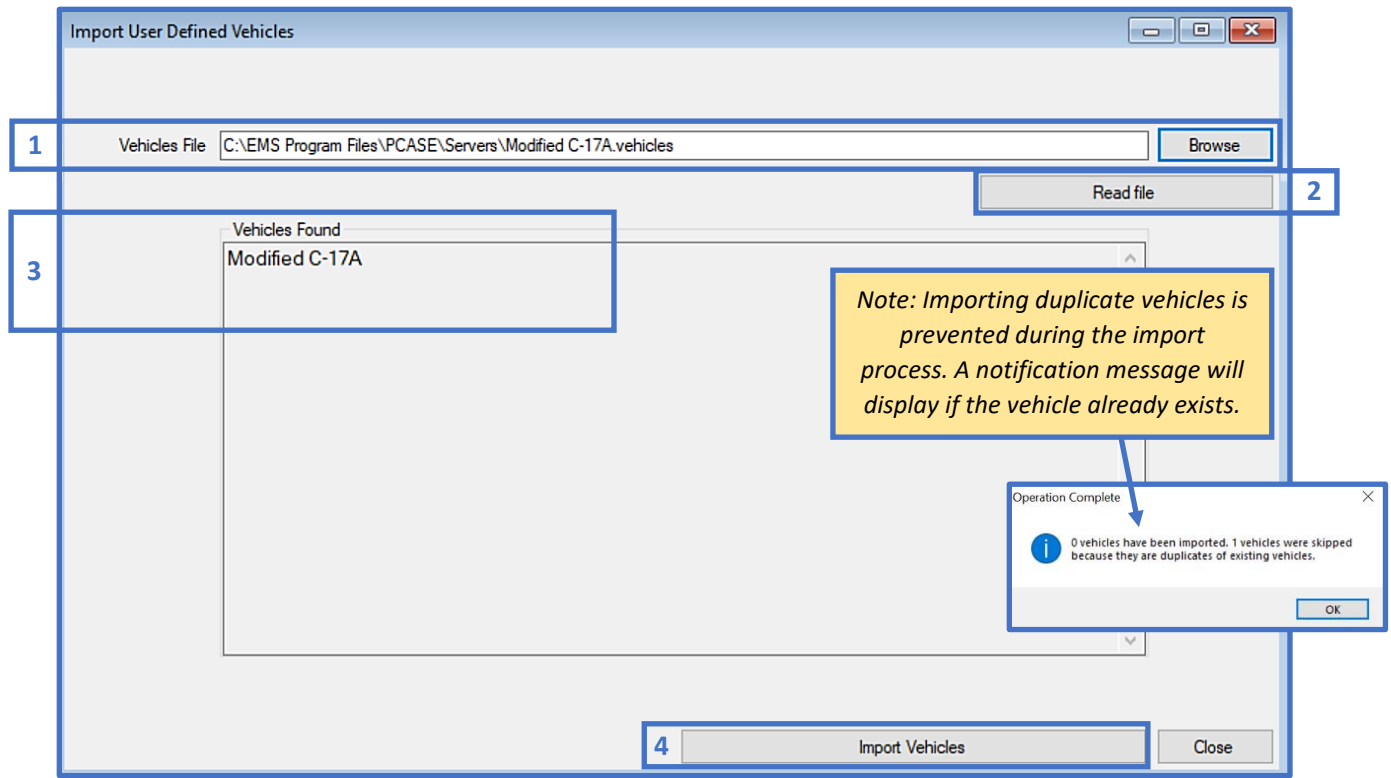 Import User Defined Vehicles
1
Vehicles File
C:\EMS Program Files\PCASE\Servers\Modified C-17A.vehicles
Browse
Read file
2
3
Vehicles Found
Modified C-17A
Note: Importing duplicate vehicles is
prevented during the import
process. A notification message will
display if the vehicle already exists.
Operation Complete
0 vehicles have been imported. 1 vehicles were skipped
because they are duplicates of existing vehicles.
OK
4
Import Vehicles
Close